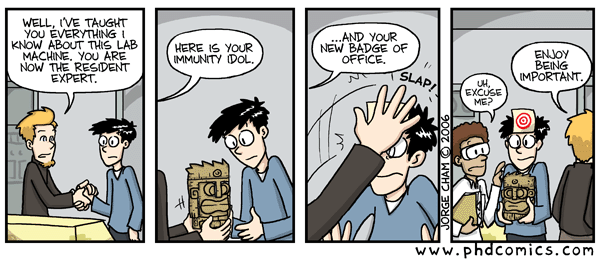 WELL, I'VE TAUGHT
YOU EVERYTHING I
KNOW ABOUT THIS LAB
MACHINE. YOU ARE
NOW THE RESIDENT
EXPERT.
HERE IS YOUR
IMMUNITY IDOL.
...AND YOUR
NEW BADGE OF
OFFICE.
SLAP!
JORGE CHAM © 2006
UH,
EXCUSE
ME?
ENJOY
BEING
IMPORTANT.
www.phdcomics.com